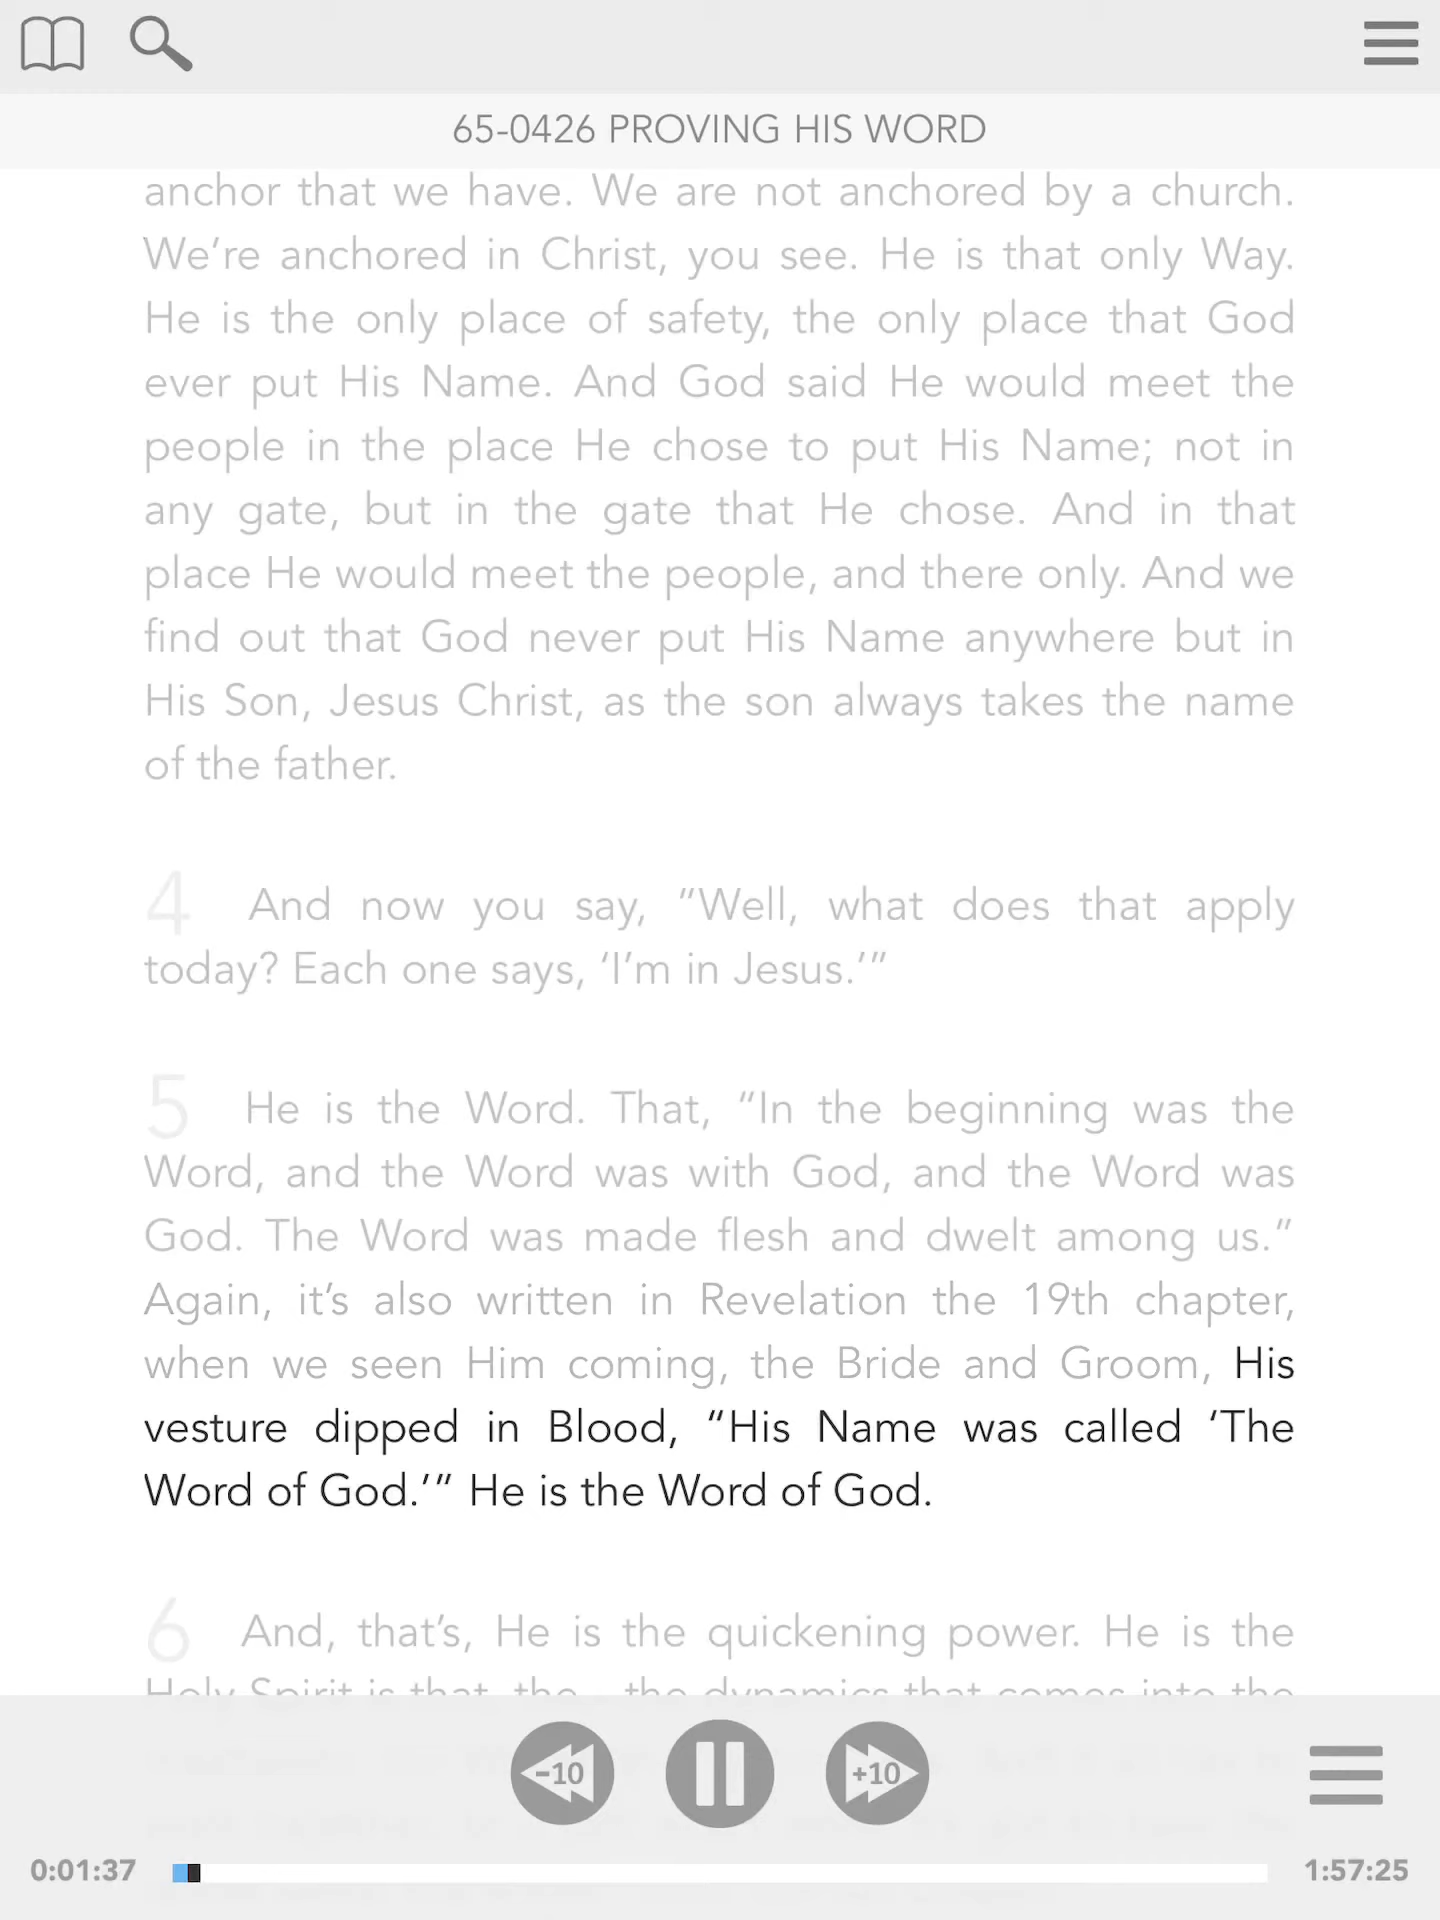 65-0426 PROVING HIS WORD
anchor that we have. We are not anchored by a church.
We’re anchored in Christ, you see. He is that only Way.
He is the only place of safety, the only place that God
ever put His Name. And God said He would meet the
people in the place He chose to put His Name; not in
any gate, but in the gate that He chose. And in that
place He would meet the people, and there only. And we
find out that God never put His Name anywhere but in
His Son, Jesus Christ, as the son always takes the name
of the father.
4 And now you say, “Well, what does that apply
today? Each one says, ‘I’m in Jesus.’”
5 He is the Word. That, “In the beginning was the
Word, and the Word was with God, and the Word was
God. The Word was made flesh and dwelt among us.”
Again, it’s also written in Revelation the 19th chapter,
when we seen Him coming, the Bride and Groom, His
vesture dipped in Blood, “His Name was called ‘The
Word of God.’” He is the Word of God.
6 And, that’s, He is the quickening power. He is the
Holy Spirit is that, the—the dynamics that comes into the
-10 +10
0:01:37 1:57:25